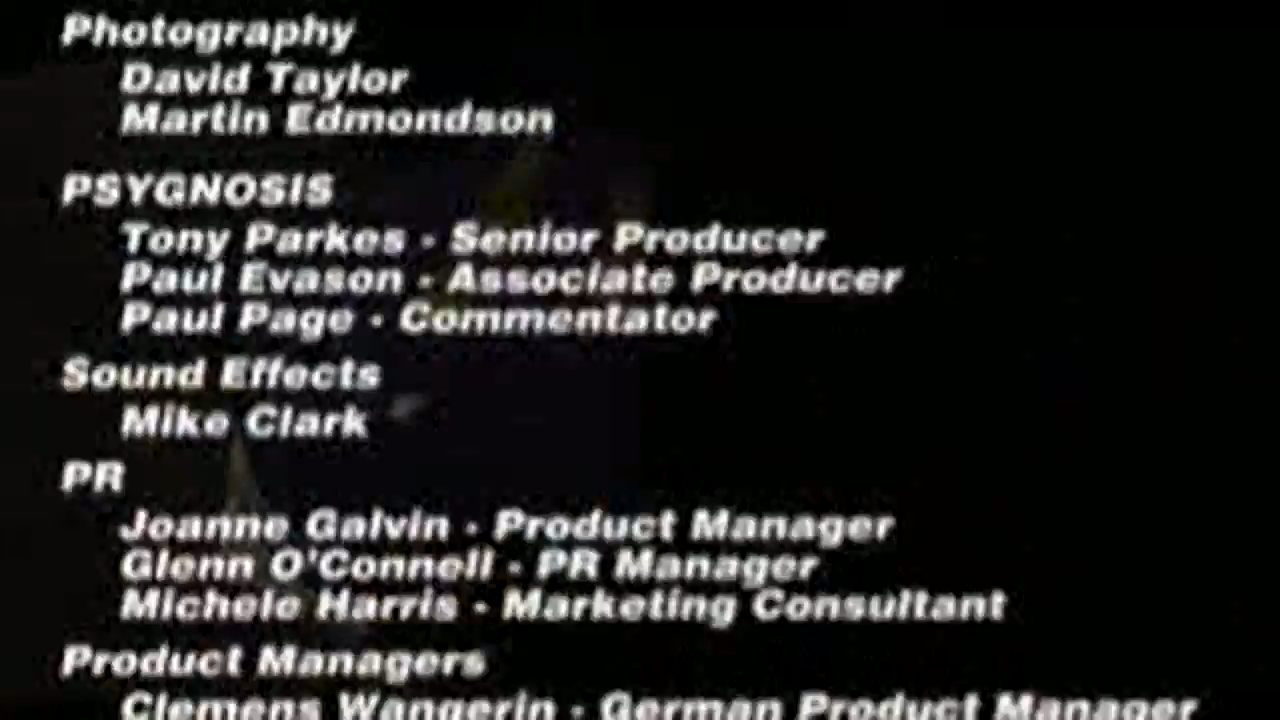 Photography
David Taylor
Martin Edmondson
PSYGNOSIS
Tony Parkes - Senior Producer
Paul Evason - Associate Producer
Paul Page - Commentator
Sound Effects
Mike Clark
PR
Joanne Galvin - Product Manager
Glenn O'Connell - PR Manager
Michele Harris - Marketing Consultant
Product Managers
Clemens Wangerin - German Product Manager